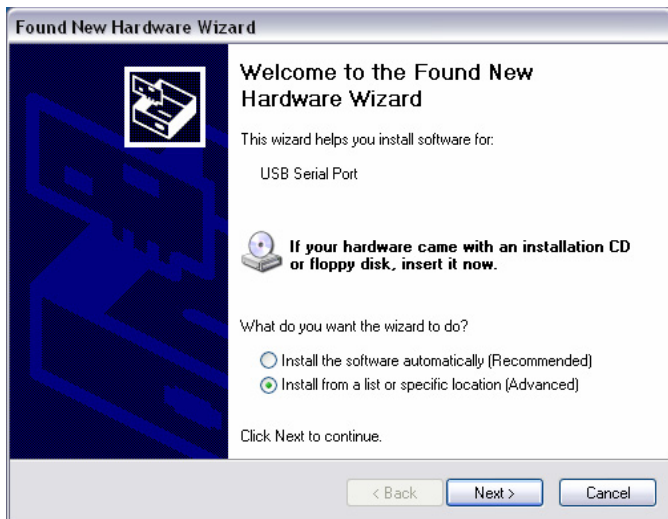 Found New Hardware Wizard
Welcome to the Found New
Hardware Wizard
This wizard helps you install software for:
USB Serial Port
If your hardware came with an installation CD
or floppy disk, insert it now.
What do you want the wizard to do?
Install the software automatically (Recommended)
Install from a list or specific location (Advanced)
Click Next to continue.
< Back Next > Cancel